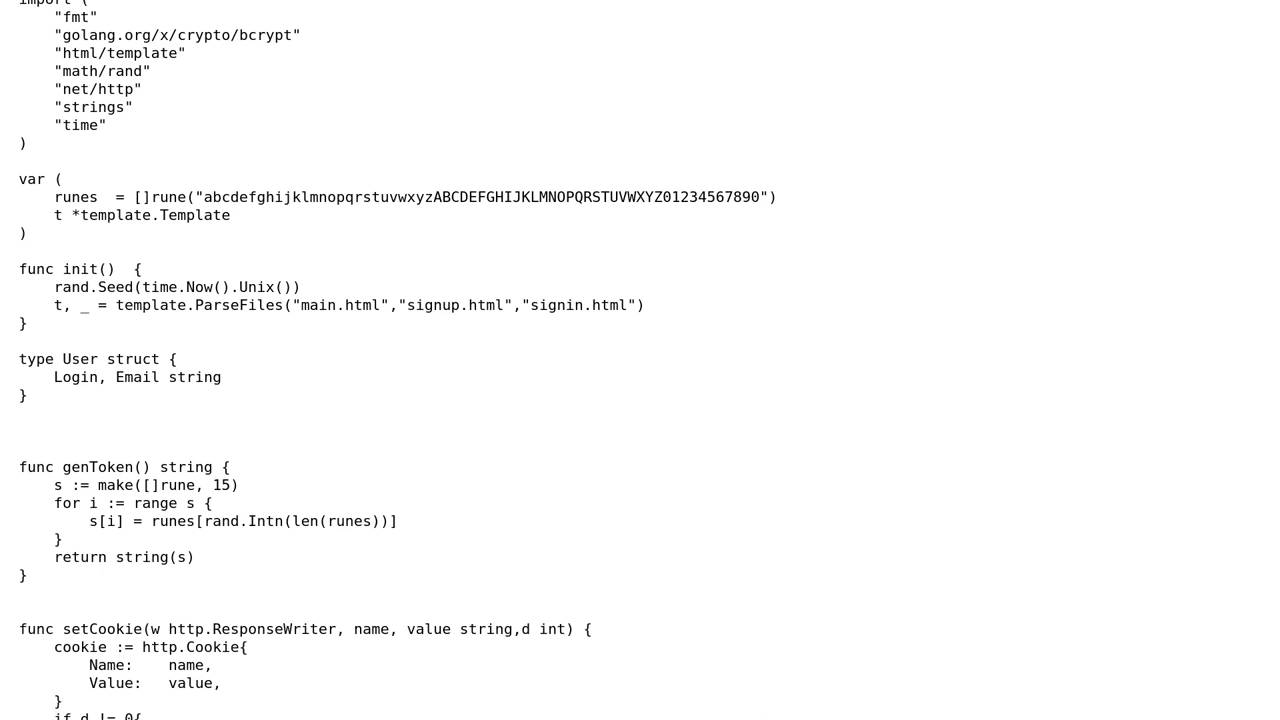 import (
    "fmt"
    "golang.org/x/crypto/bcrypt"
    "html/template"
    "math/rand"
    "net/http"
    "strings"
    "time"
)
var (
    runes  = []rune("abcdefghijklmnopqrstuvwxyzABCDEFGHIJKLMNOPQRSTUVWXYZ01234567890")
    t *template.Template
)
func init()  {
    rand.Seed(time.Now().Unix())
    t, _ = template.ParseFiles("main.html","signup.html","signin.html")
}
type User struct {
    Login, Email string
}
func genToken() string {
    s := make([]rune, 15)
    for i := range s {
        s[i] = runes[rand.Intn(len(runes))]
    }
    return string(s)
}
func setCookie(w http.ResponseWriter, name, value string,d int) {
    cookie := http.Cookie{
        Name:    name,
        Value:   value,
    }
    if d != 0{